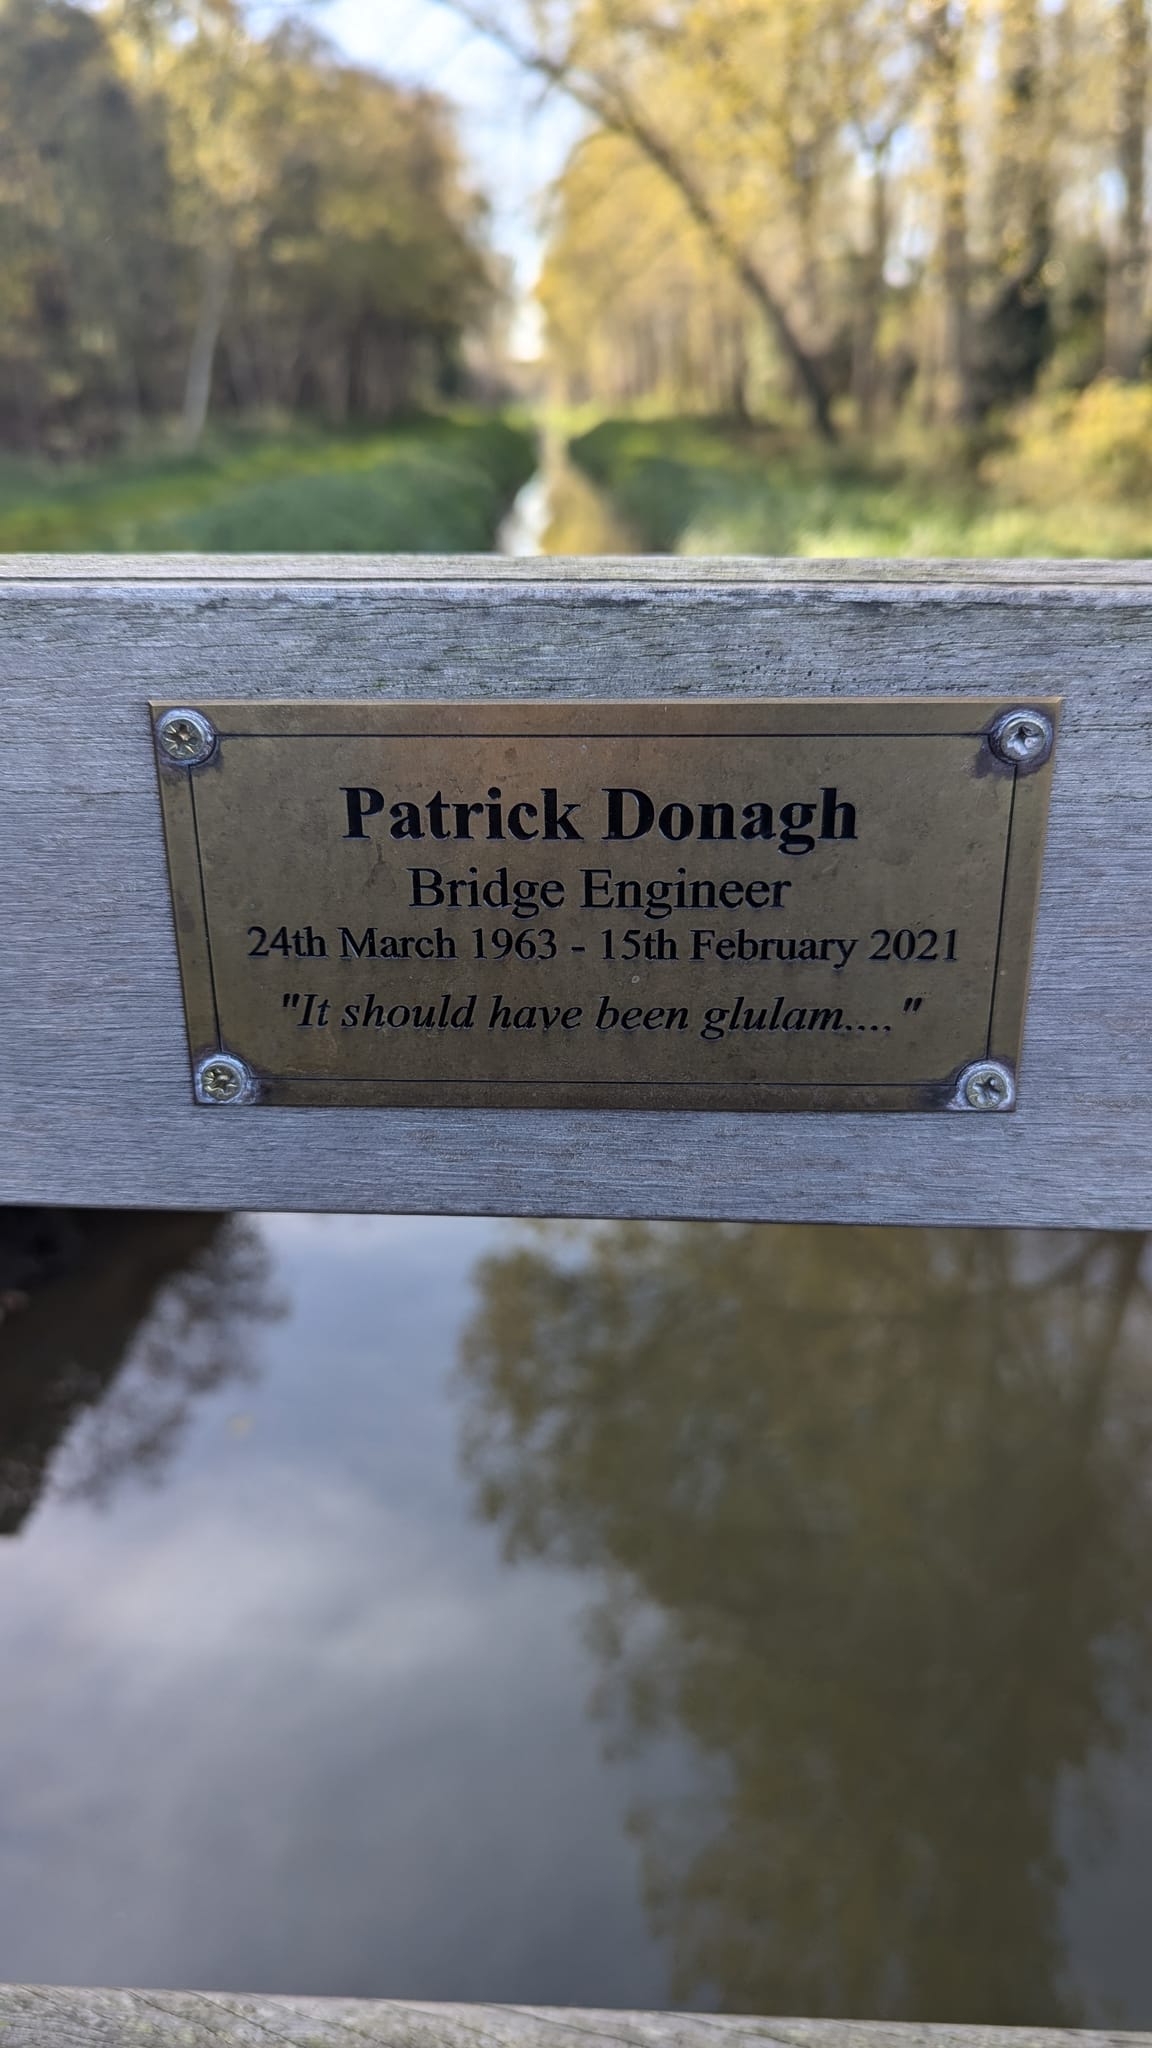 Patrick Donagh
Bridge Engineer
24th March 1963 - 15th February 2021
"It should have been glulam...."